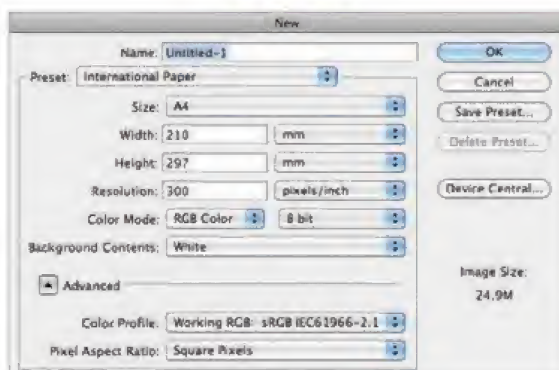 New
Name: Untitled-1
OK
Preset: International Paper
Cancel
Size: A4
Save Preset...
Width: 210 mm
Delete Preset...
Height: 297 mm
Resolution: 300 pixels/inch
Device Central...
Color Mode: RGB Color 8 bit
Background Contents: White
Image Size:
24.9M
Advanced
Color Profile: Working RGB: sRGB IEC61966-2.1
Pixel Aspect Ratio: Square Pixels